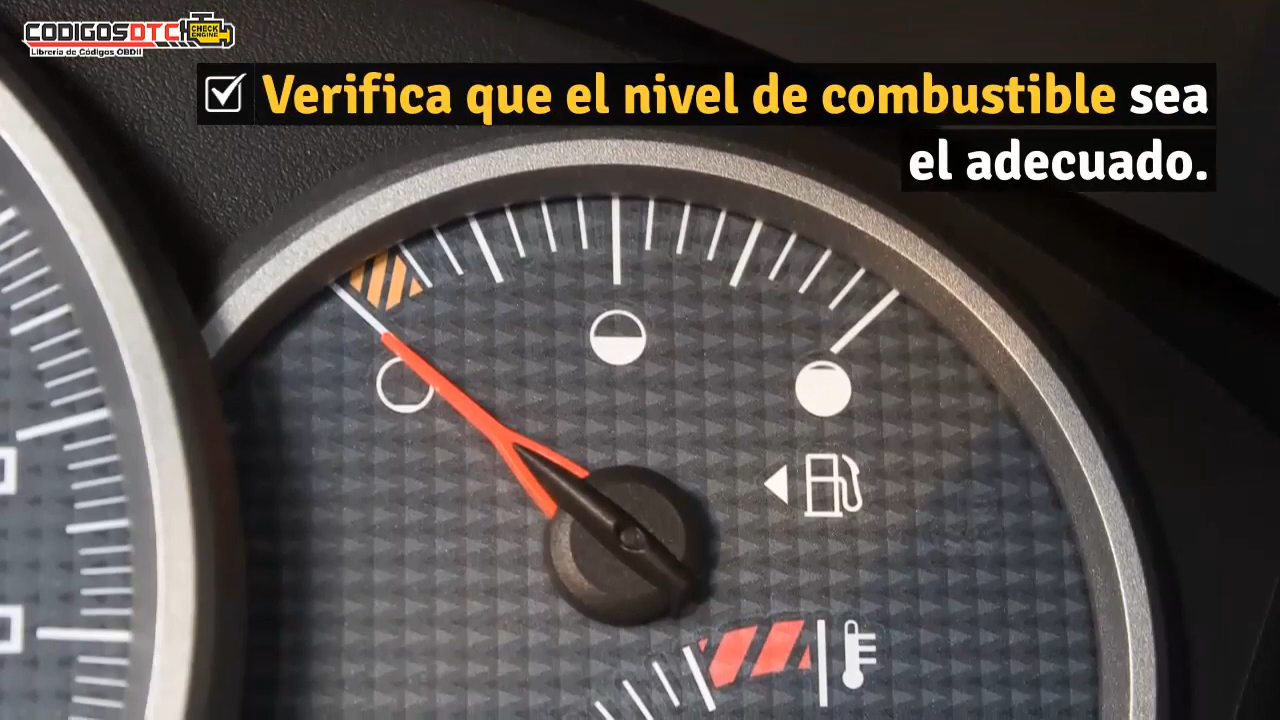 CODIGOSDTC
CHECK
ENGINE
Librería de Códigos OBDII
Verifica que el nivel de combustible sea
el adecuado.